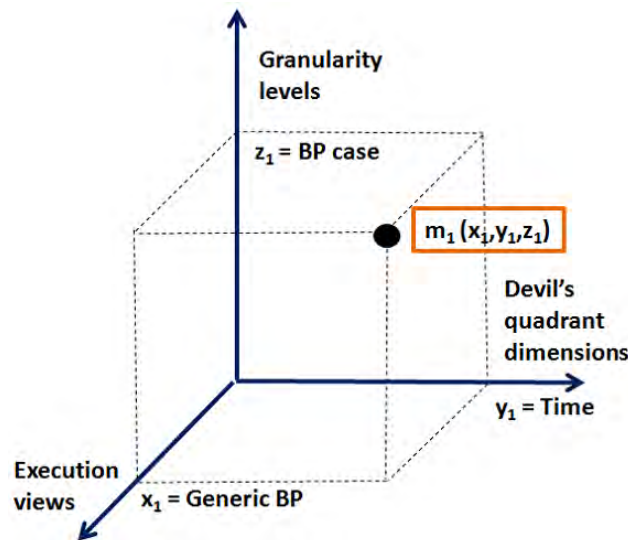 Granularity
levels
z₁ = BP case
m₁ (x₁,y₁,z₁)
Devil's
quadrant
dimensions
y₁ = Time
Execution
views
x₁ = Generic BP